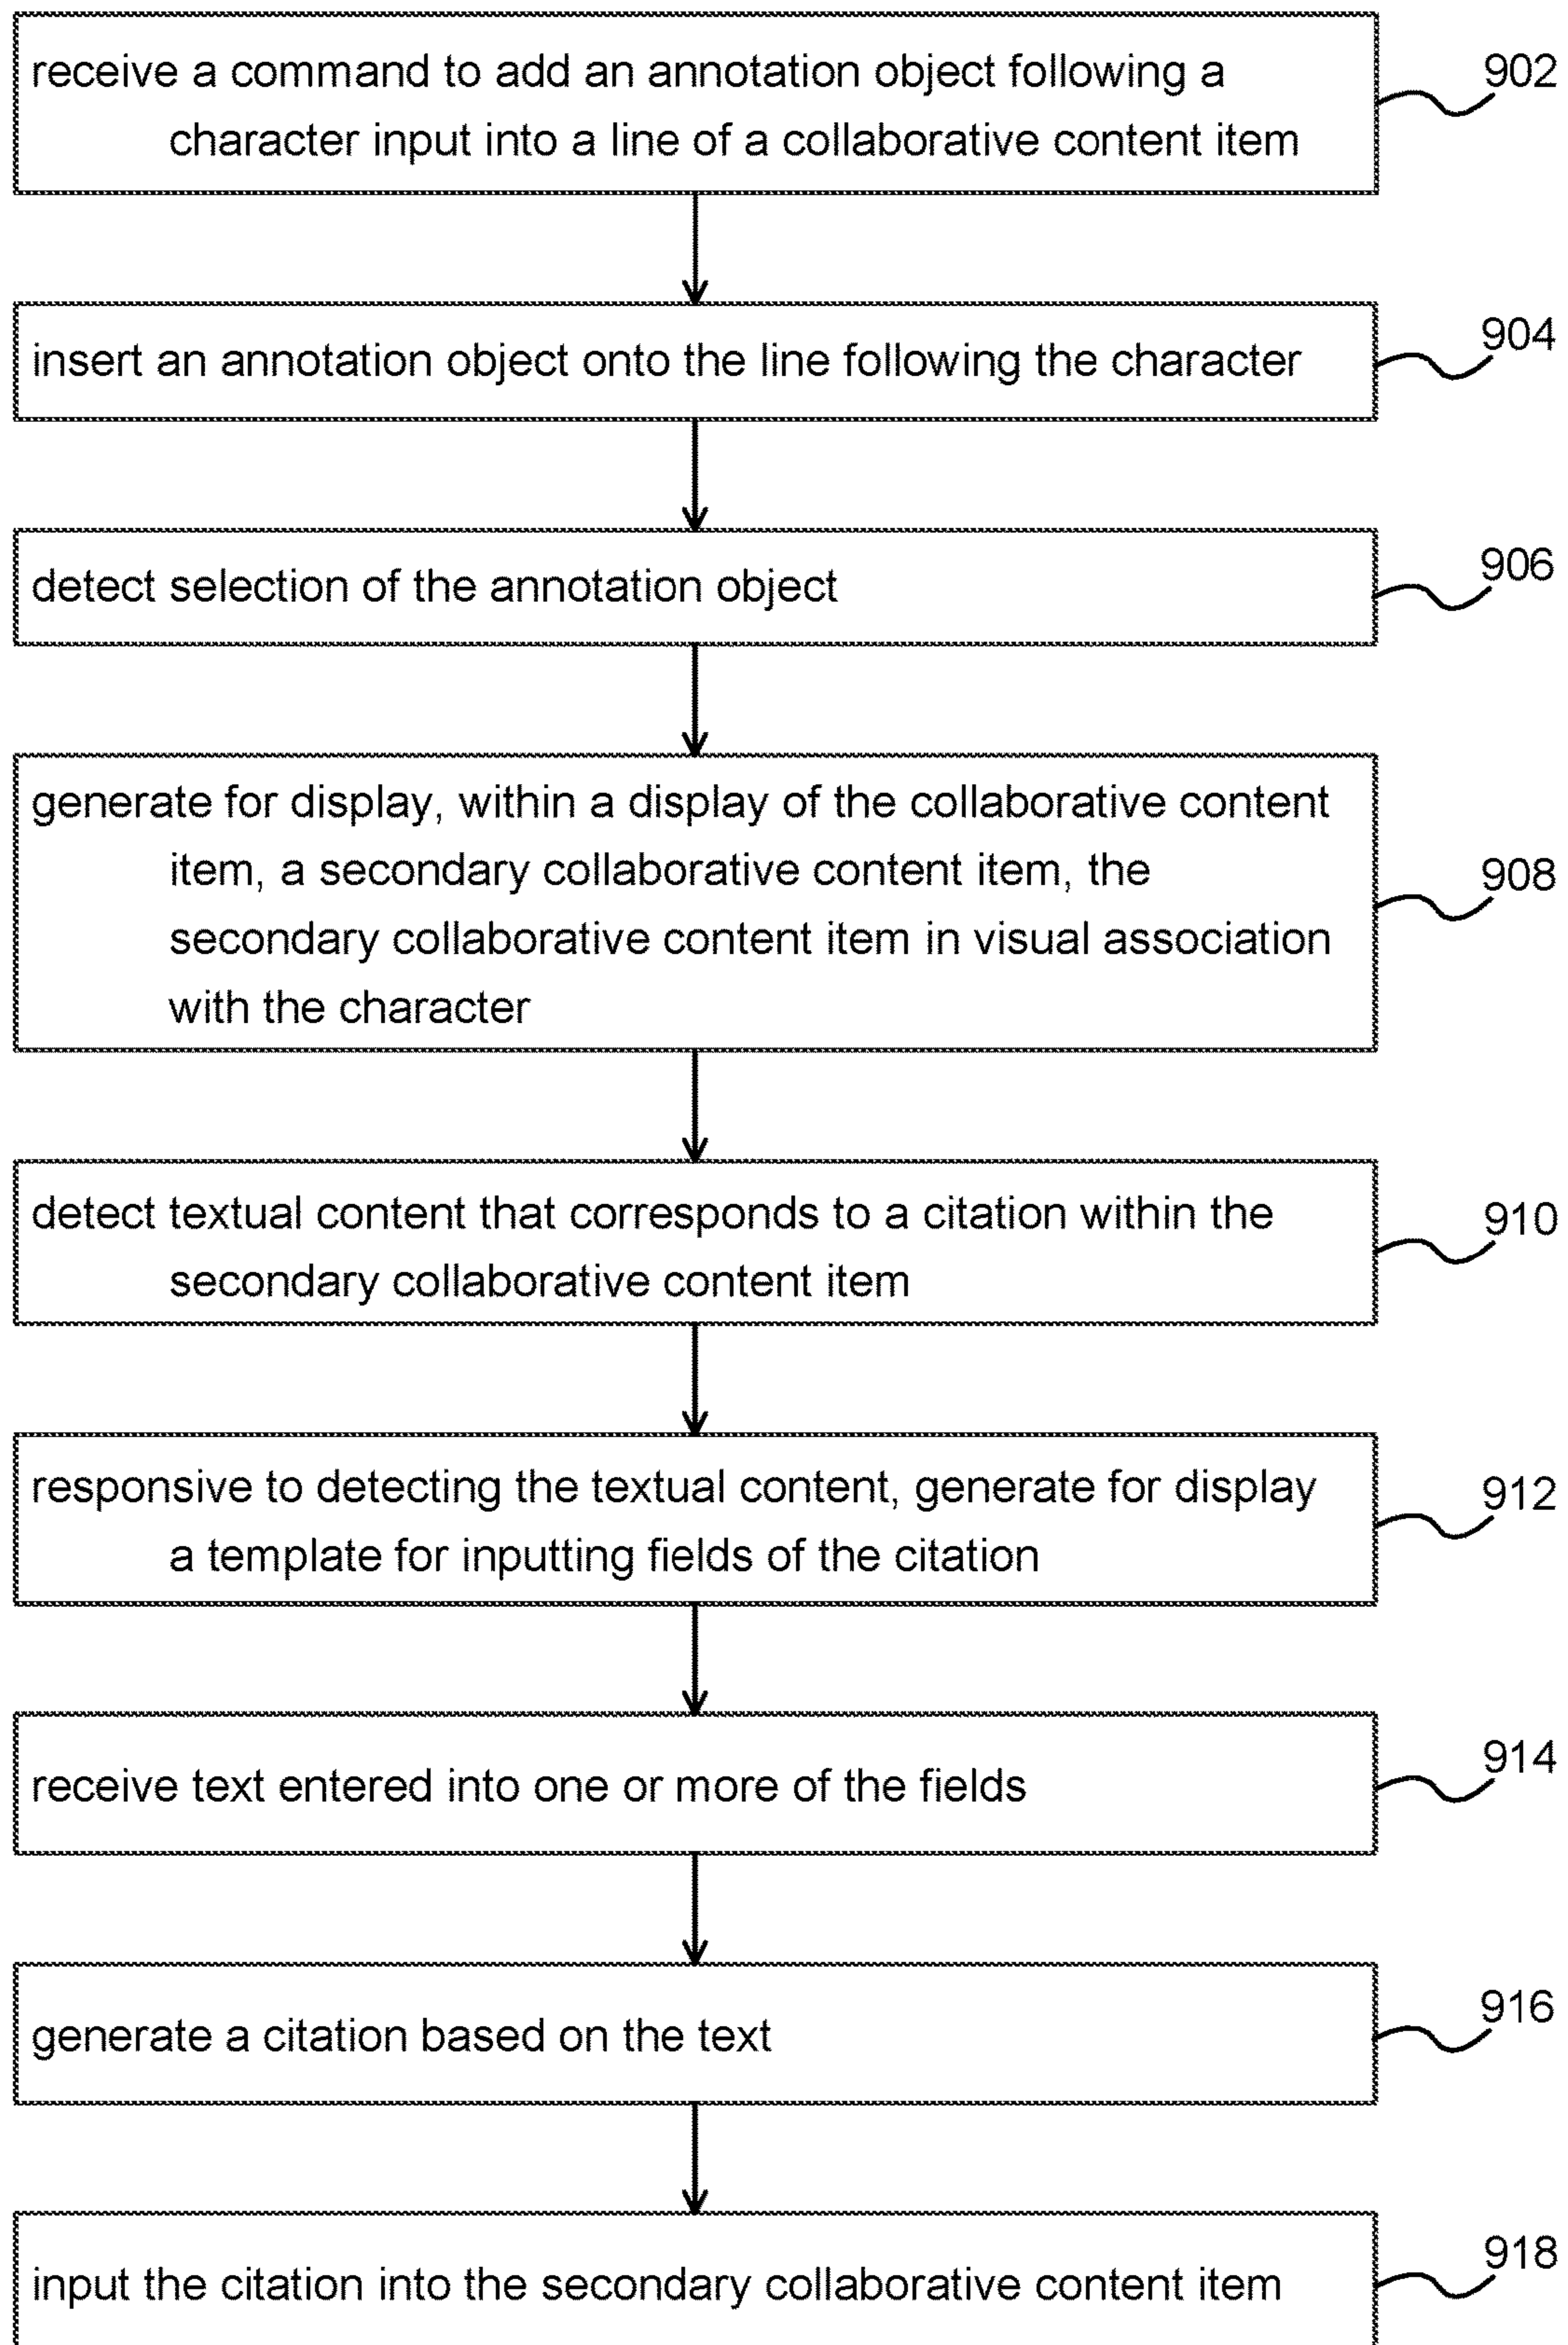 receive a command to add an annotation object following a
character input into a line of a collaborative content item
902
insert an annotation object onto the line following the character
904
detect selection of the annotation object
906
generate for display, within a display of the collaborative content
item, a secondary collaborative content item, the
secondary collaborative content item in visual association
with the character
908
detect textual content that corresponds to a citation within the
secondary collaborative content item
910
responsive to detecting the textual content, generate for display
a template for inputting fields of the citation
912
receive text entered into one or more of the fields
914
generate a citation based on the text
916
input the citation into the secondary collaborative content item
918